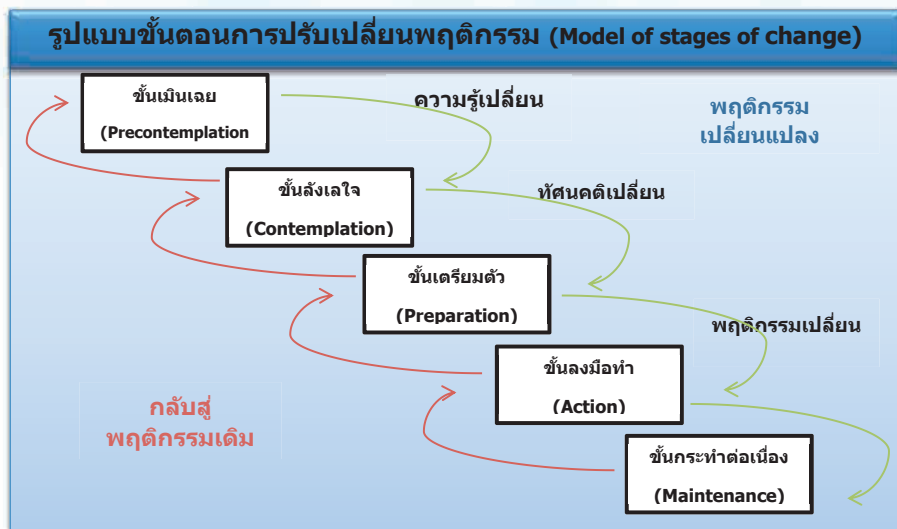 รูปแบบขั้นตอนการปรับเปลี่ยนพฤติกรรม (Model of stages of change)
ขั้นเมินเฉย
(Precontemplation
ความรู้เปลี่ยน
พฤติกรรม
เปลี่ยนแปลง
ขั้นลังเลใจ
(Contemplation)
ทัศนคติเปลี่ยน
ขั้นเตรียมตัว
(Preparation)
พฤติกรรมเปลี่ยน
ขั้นลงมือทำ
(Action)
กลับสู่
พฤติกรรมเดิม
ขั้นกระทำต่อเนื่อง
(Maintenance)